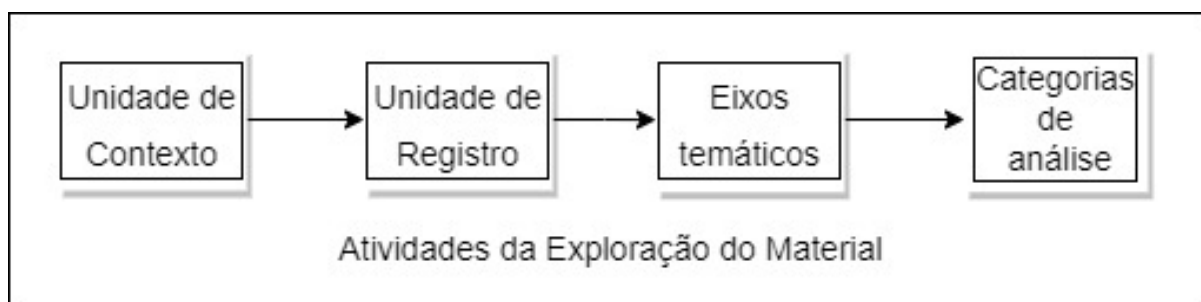 Unidade de
Contexto
Unidade de
Registro
Eixos
temáticos
Categorias
de
análise
Atividades da Exploração do Material